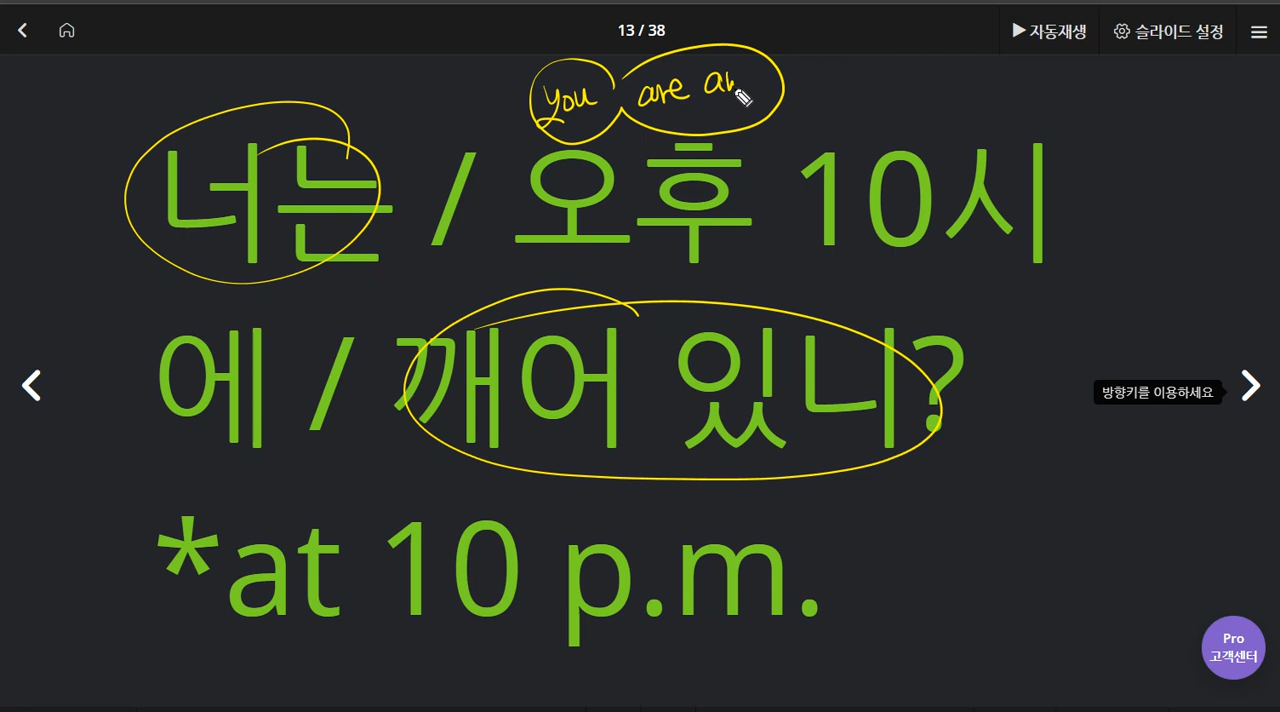 13 / 38
▶자동재생
슬라이드 설정
you are aw
너는 / 오후 10시
에 / 깨어 있니?
방향키를 이용하세요
*at 10 p.m.
Pro
고객센터